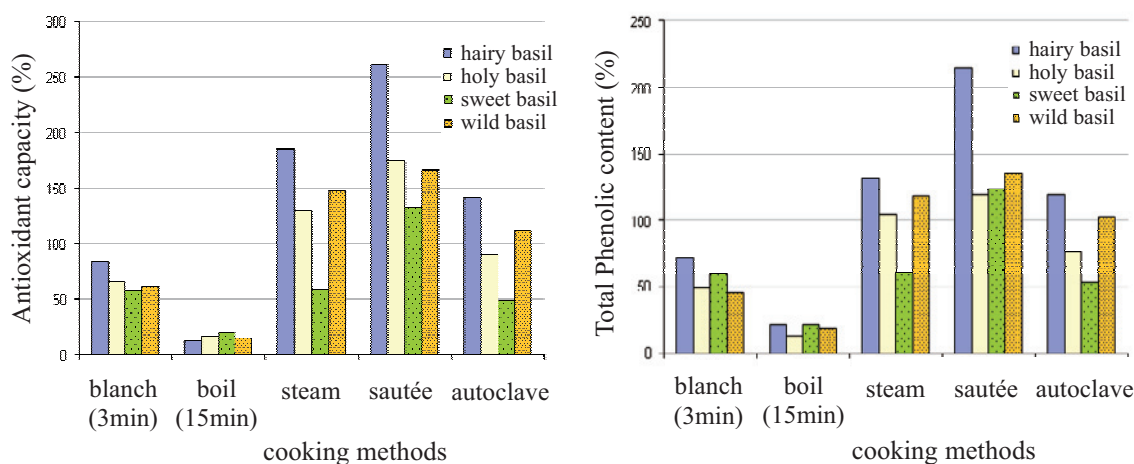 300
250
200
150
100
50
0
Antioxidant capacity (%)
hairy basil
holy basil
sweet basil
wild basil
blanch
(3min)
boil
(15min)
steam
sautée
autoclave
cooking methods
250
200
150
100
50
0
Total Phenolic content (%)
hairy basil
holy basil
sweet basil
wild basil
blanch
(3min)
boil
(15min)
steam
sautée
autoclave
cooking methods